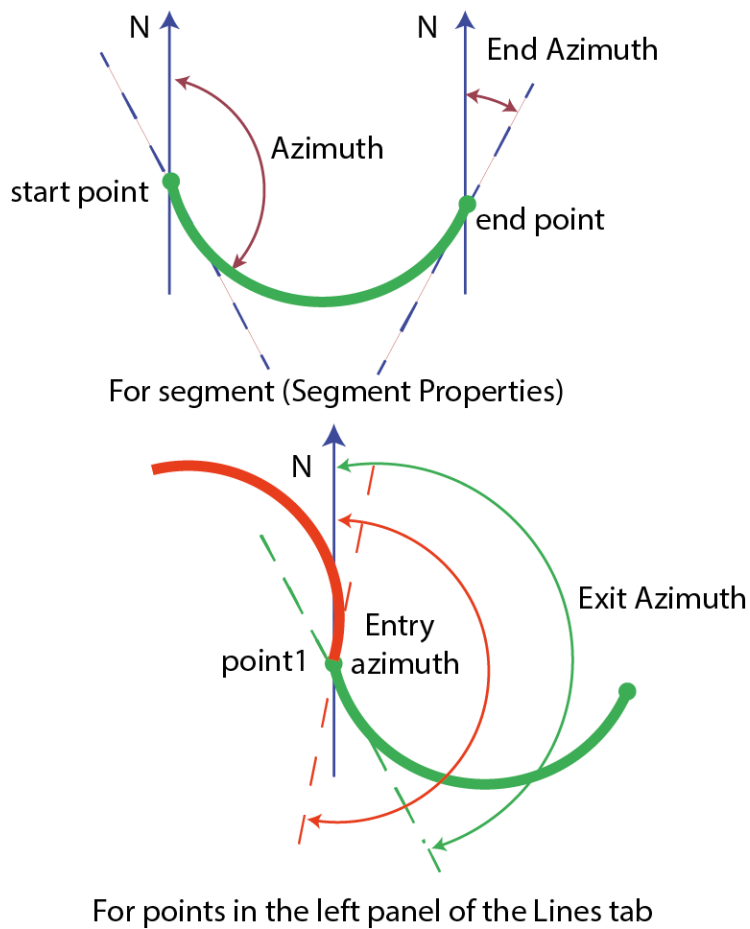 N
N
End Azimuth
Azimuth
start point
end point
For segment (Segment Properties)
N
Exit Azimuth
Entry
azimuth
point1
For points in the left panel of the Lines tab